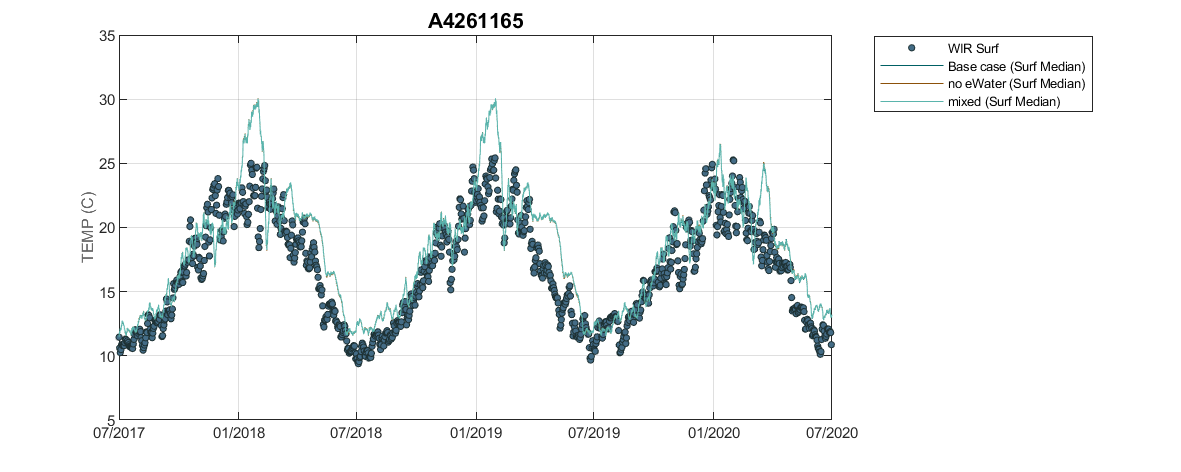 A4261165
35
30
25
20
15
10
5
TEMP (C)
07/2017
01/2018
07/2018
01/2019
07/2019
01/2020
07/2020
WIR Surf
Base case (Surf Median)
no eWater (Surf Median)
mixed (Surf Median)